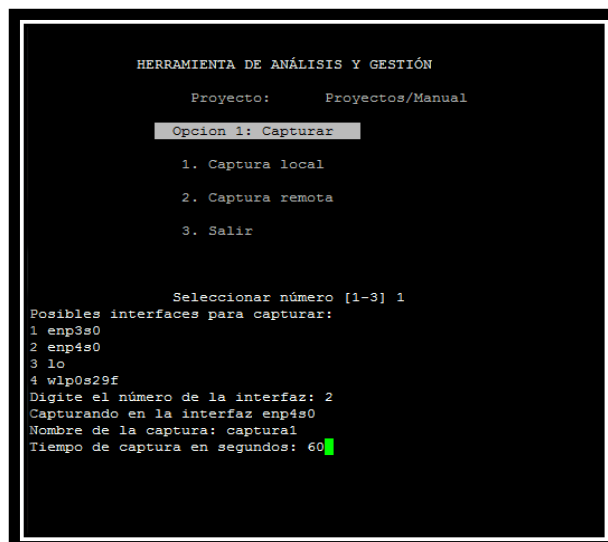 HERRAMIENTA DE ANÁLISIS Y GESTIÓN
Proyecto: Proyectos/Manual
Opcion 1: Capturar
1. Captura local
2. Captura remota
3. Salir
Seleccionar número [1-3] 1
Posibles interfaces para capturar:
1 enp3s0
2 enp4s0
3 lo
4 wlp0s29f
Digite el número de la interfaz: 2
Capturando en la interfaz enp4s0
Nombre de la captura: captura1
Tiempo de captura en segundos: 60